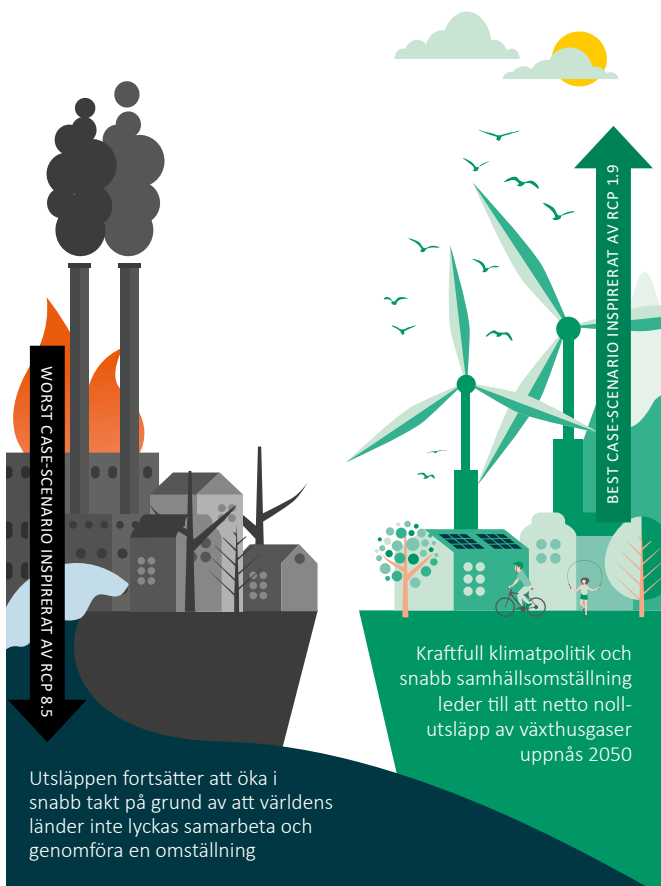 WORST CASE-SCENARIO INSPIRERAT AV RCP 8.5
Utsläppen fortsätter att öka i
snabb takt på grund av att världens
länder inte lyckas samarbeta och
genomföra en omställning
BEST CASE-SCENARIO INSPIRERAT AV RCP 1.9
Kraftfull klimatpolitik och
snabb samhällsomställning
leder till att netto noll-
utsläpp av växthusgaser
uppnås 2050